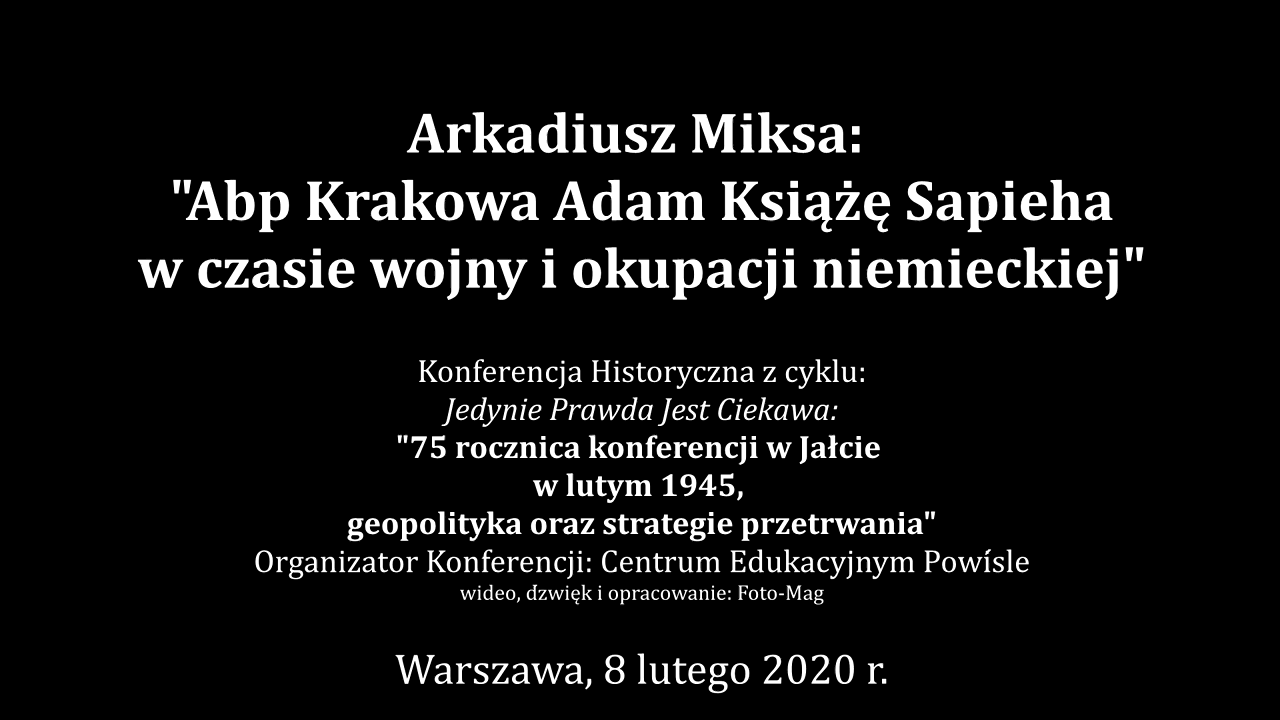 Arkadiusz Miksa:
"Abp Krakowa Adam Książę Sapieha
w czasie wojny i okupacji niemieckiej"
Konferencja Historyczna z cyklu:
Jedynie Prawda Jest Ciekawa:
"75 rocznica konferencji w Jałcie
w lutym 1945,
geopolityka oraz strategie przetrwania"
Organizator Konferencji: Centrum Edukacyjnym Powísle
wideo, dzwięk i opracowanie: Foto-Mag
Warszawa, 8 lutego 2020 r.